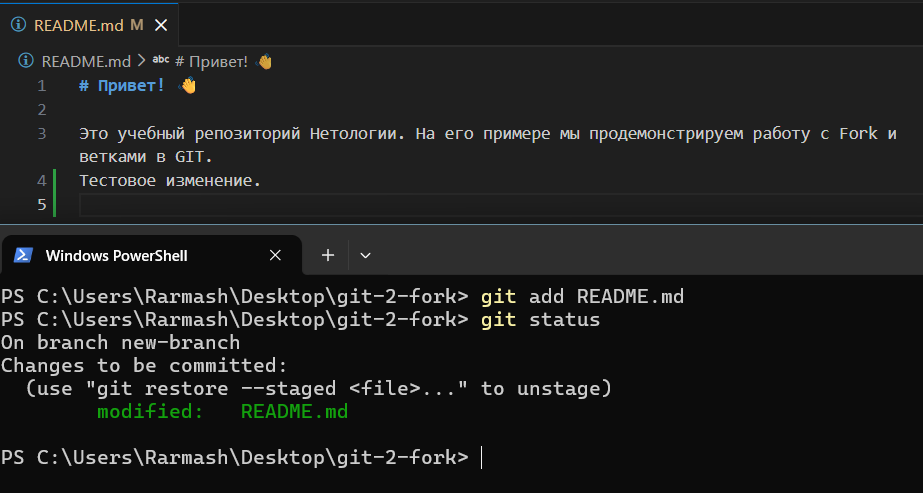 README.md M
README.md > abc # Привет! 👋
1 # Привет! 👋
2
3 Это учебный репозиторий Нетологии. На его примере мы продемонстрируем работу с Fork и
ветками в GIT.
4 Тестовое изменение.
5
Windows PowerShell
PS C:\Users\Rarmash\Desktop\git-2-fork> git add README.md
PS C:\Users\Rarmash\Desktop\git-2-fork> git status
On branch new-branch
Changes to be committed:
  (use "git restore --staged <file>..." to unstage)
        modified:   README.md
PS C:\Users\Rarmash\Desktop\git-2-fork>